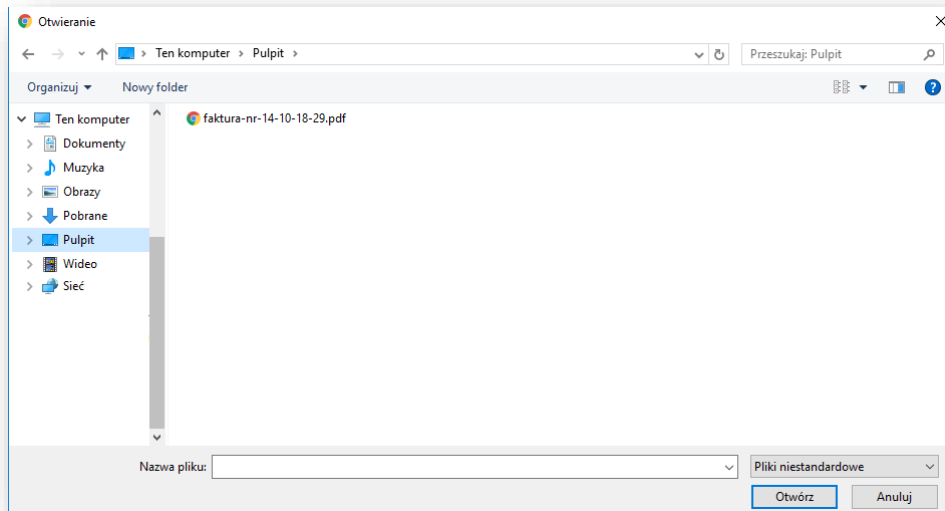 Otwieranie
Ten komputer > Pulpit >
Przeszukaj: Pulpit
Organizuj
Nowy folder
Ten komputer
faktura-nr-14-10-18-29.pdf
Dokumenty
Muzyka
Obrazy
Pobrane
Pulpit
Wideo
Sieć
Nazwa pliku:
Pliki niestandardowe
Otwórz
Anuluj